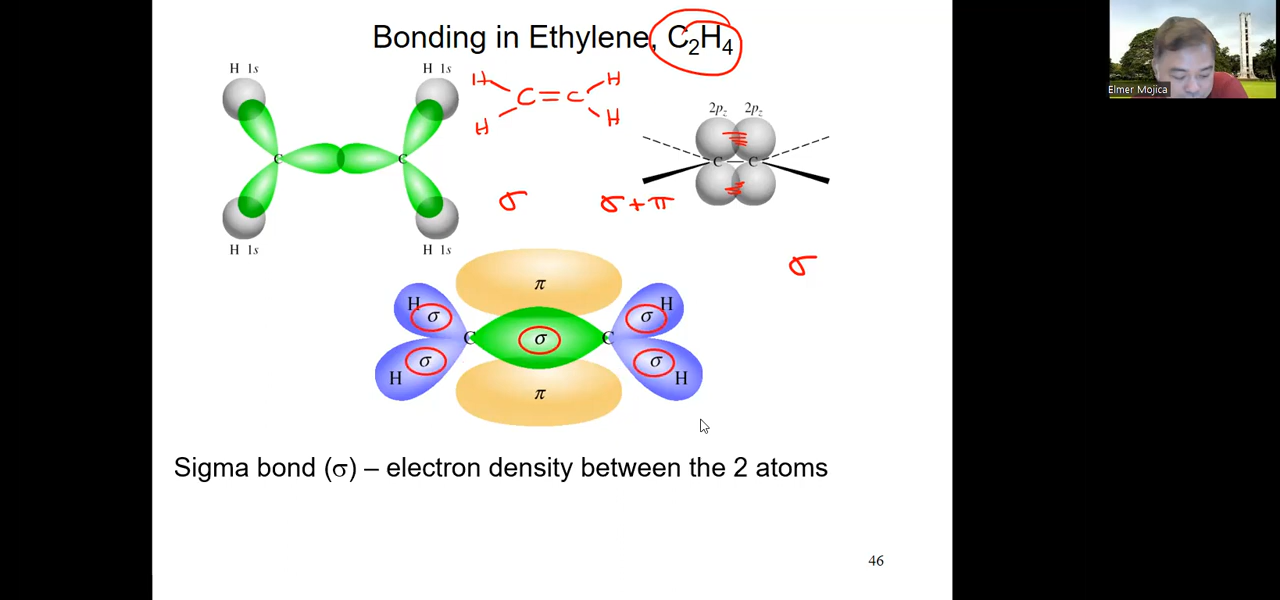 Bonding in Ethylene, C₂H₄
Elmer Mojica
H 1s
H 1s
H
H
C=C
H
H
2pz 2pz
C C
C — C
σ
σ + π
H 1s
H 1s
σ
π
H
σ
σ
H
C
σ
C
σ
σ
H
π
H
Sigma bond (σ) – electron density between the 2 atoms
46